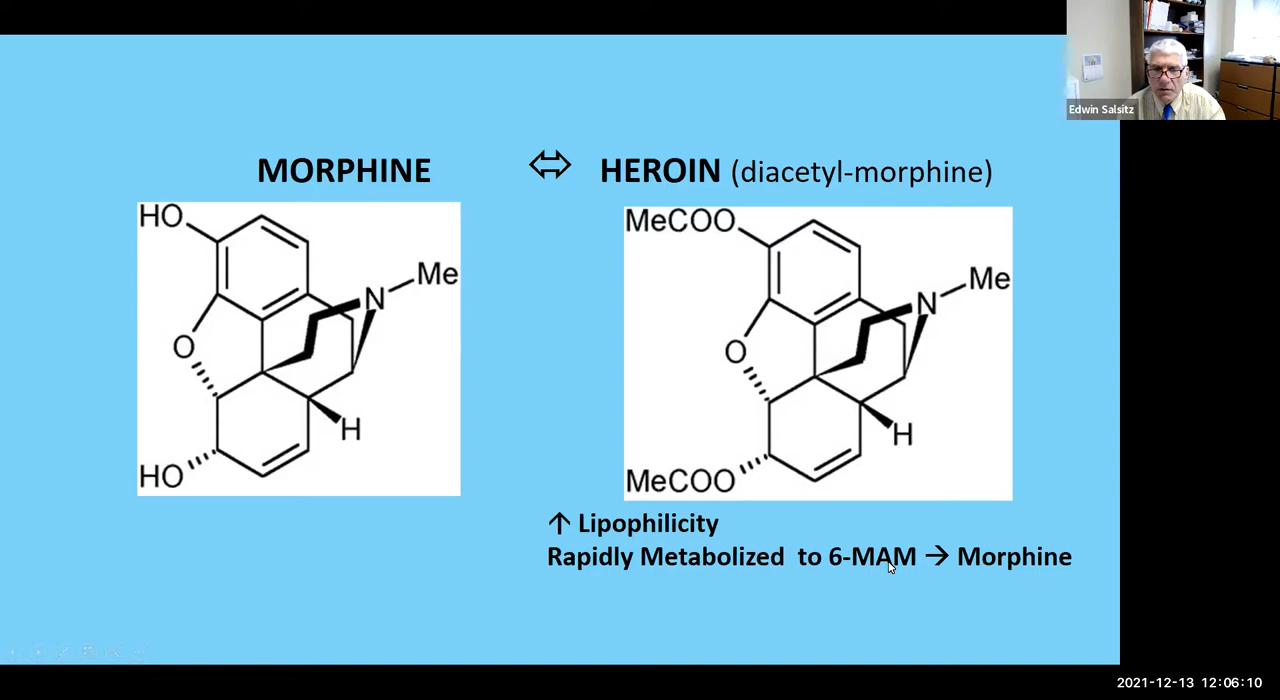 Edwin Salsitz
MORPHINE ⇔ HEROIN (diacetyl-morphine)
HO
Me
N
O
H
HO
MeCOO
Me
N
O
H
MeCOO
↑ Lipophilicity
Rapidly Metabolized to 6-MAM → Morphine
2021-12-13 12:06:10